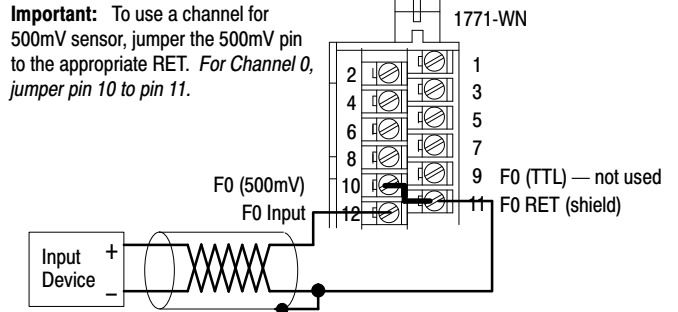 Important: To use a channel for
500mV sensor, jumper the 500mV pin
to the appropriate RET. For Channel 0,
jumper pin 10 to pin 11.
1771-WN
1
2
3
4
5
6
7
8
9 F0 (TTL) — not used
F0 (500mV) 10
11 F0 RET (shield)
F0 Input 12
Input
Device
+
–